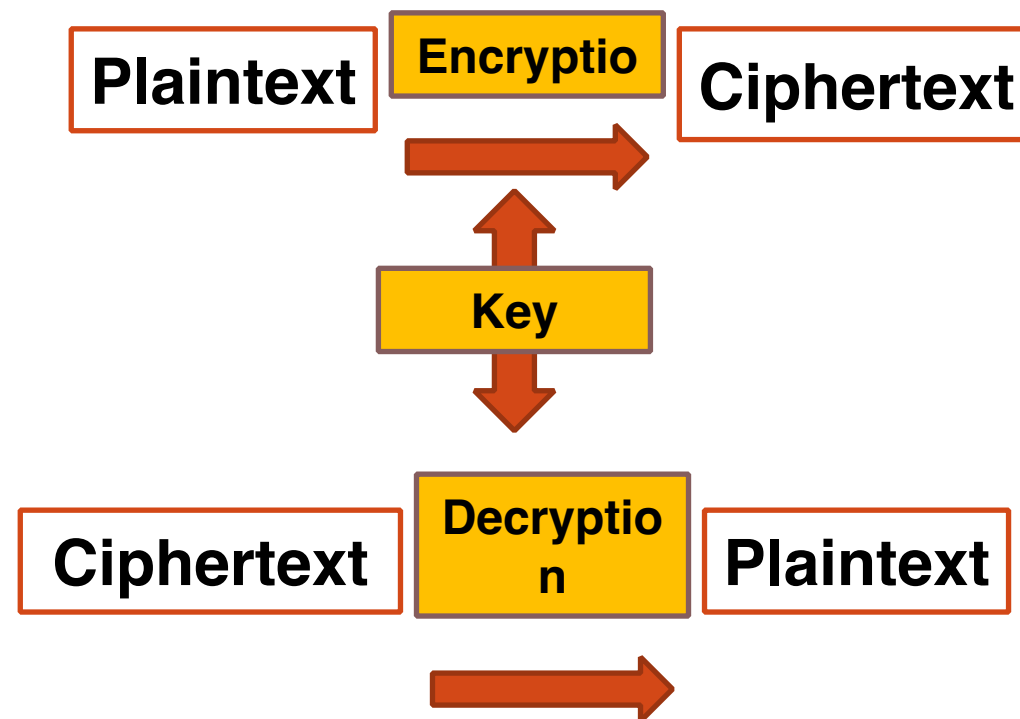 Plaintext
Encryptio
Ciphertext
Key
Ciphertext
Decryptio
n
Plaintext